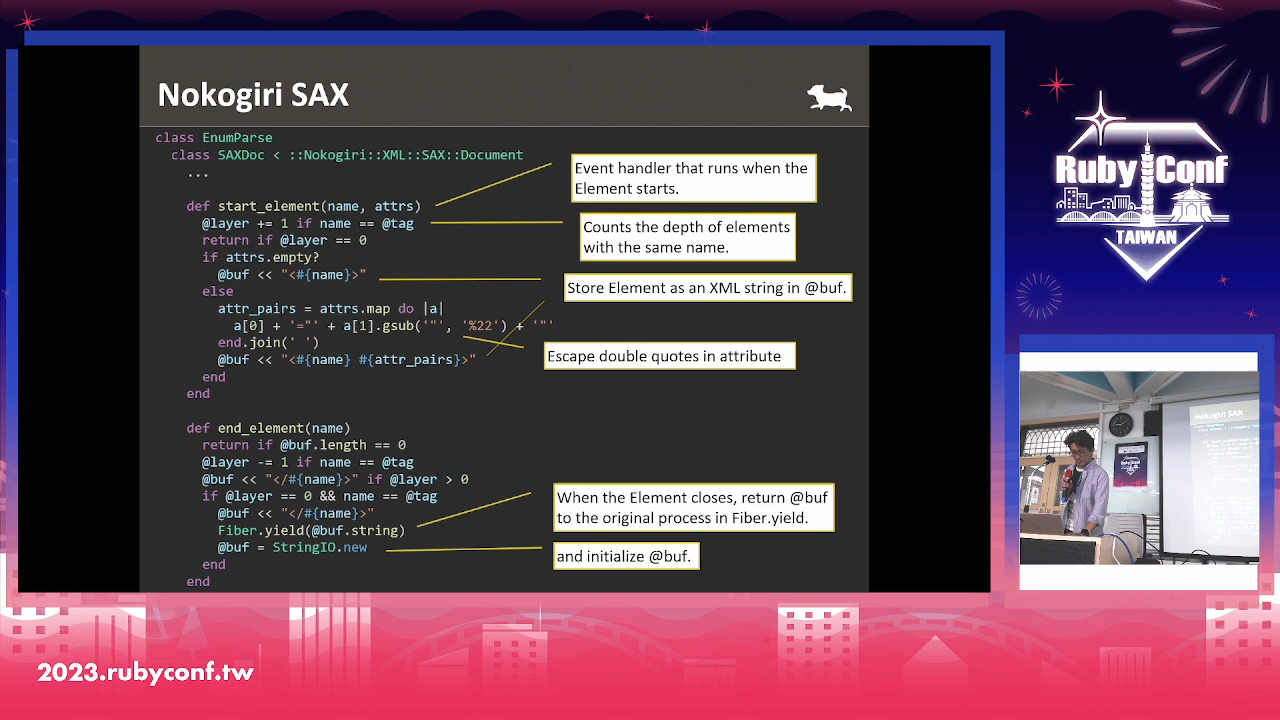 Nokogiri SAX
class EnumParse
class SAXDoc < ::Nokogiri::XML::SAX::Document
...
def start_element(name, attrs)
@layer += 1 if name == @tag
return if @layer == 0
if attrs.empty?
@buf << "<#{name}>"
else
attr_pairs = attrs.map do |a|
a[0] + '="' + a[1].gsub('"', '%22') + '"'
end.join(' ')
@buf << "<#{name} #{attr_pairs}>"
end
end
def end_element(name)
return if @buf.length == 0
@layer -= 1 if name == @tag
@buf << "</#{name}>" if @layer > 0
if @layer == 0 && name == @tag
@buf << "</#{name}>"
Fiber.yield(@buf.string)
@buf = StringIO.new
end
end
Event handler that runs when the
Element starts.
Counts the depth of elements
with the same name.
Store Element as an XML string in @buf.
Escape double quotes in attribute
When the Element closes, return @buf
to the original process in Fiber.yield.
and initialize @buf.
Ruby Conf
TAIWAN
Nokogiri SAX
2023.rubyconf.tw